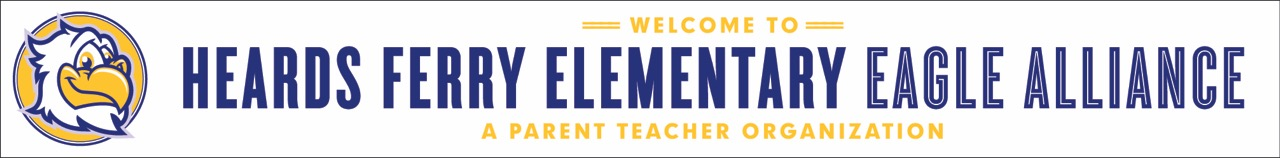 WELCOME TO
HEARDS FERRY ELEMENTARY EAGLE ALLIANCE
A PARENT TEACHER ORGANIZATION